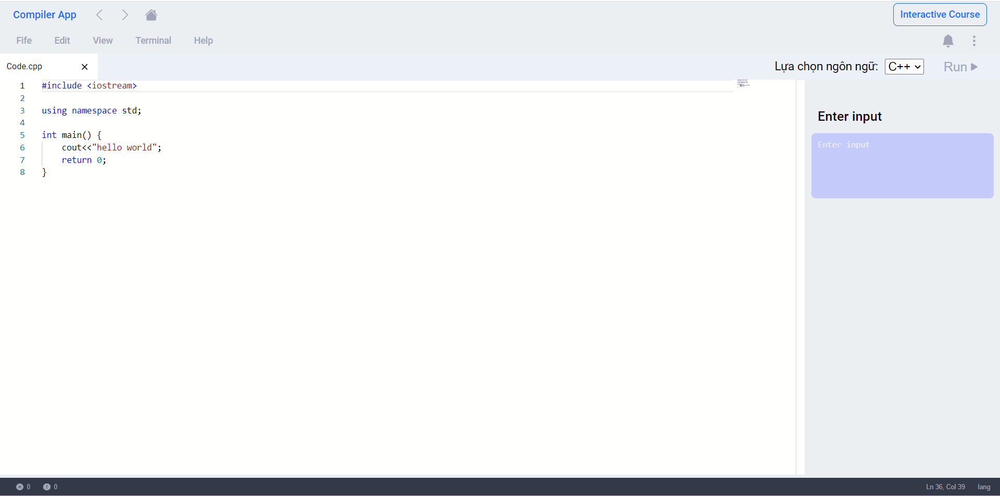 Compiler App
Interactive Course
Fife Edit View Terminal Help
Code.cpp
Lựa chọn ngôn ngữ: C++ Run
1 #include <iostream>
2
3 using namespace std;
4
5 int main() {
6 cout<<"hello world";
7 return 0;
8 }
Enter input
Enter input
0 0
Ln 36, Col 39 lang